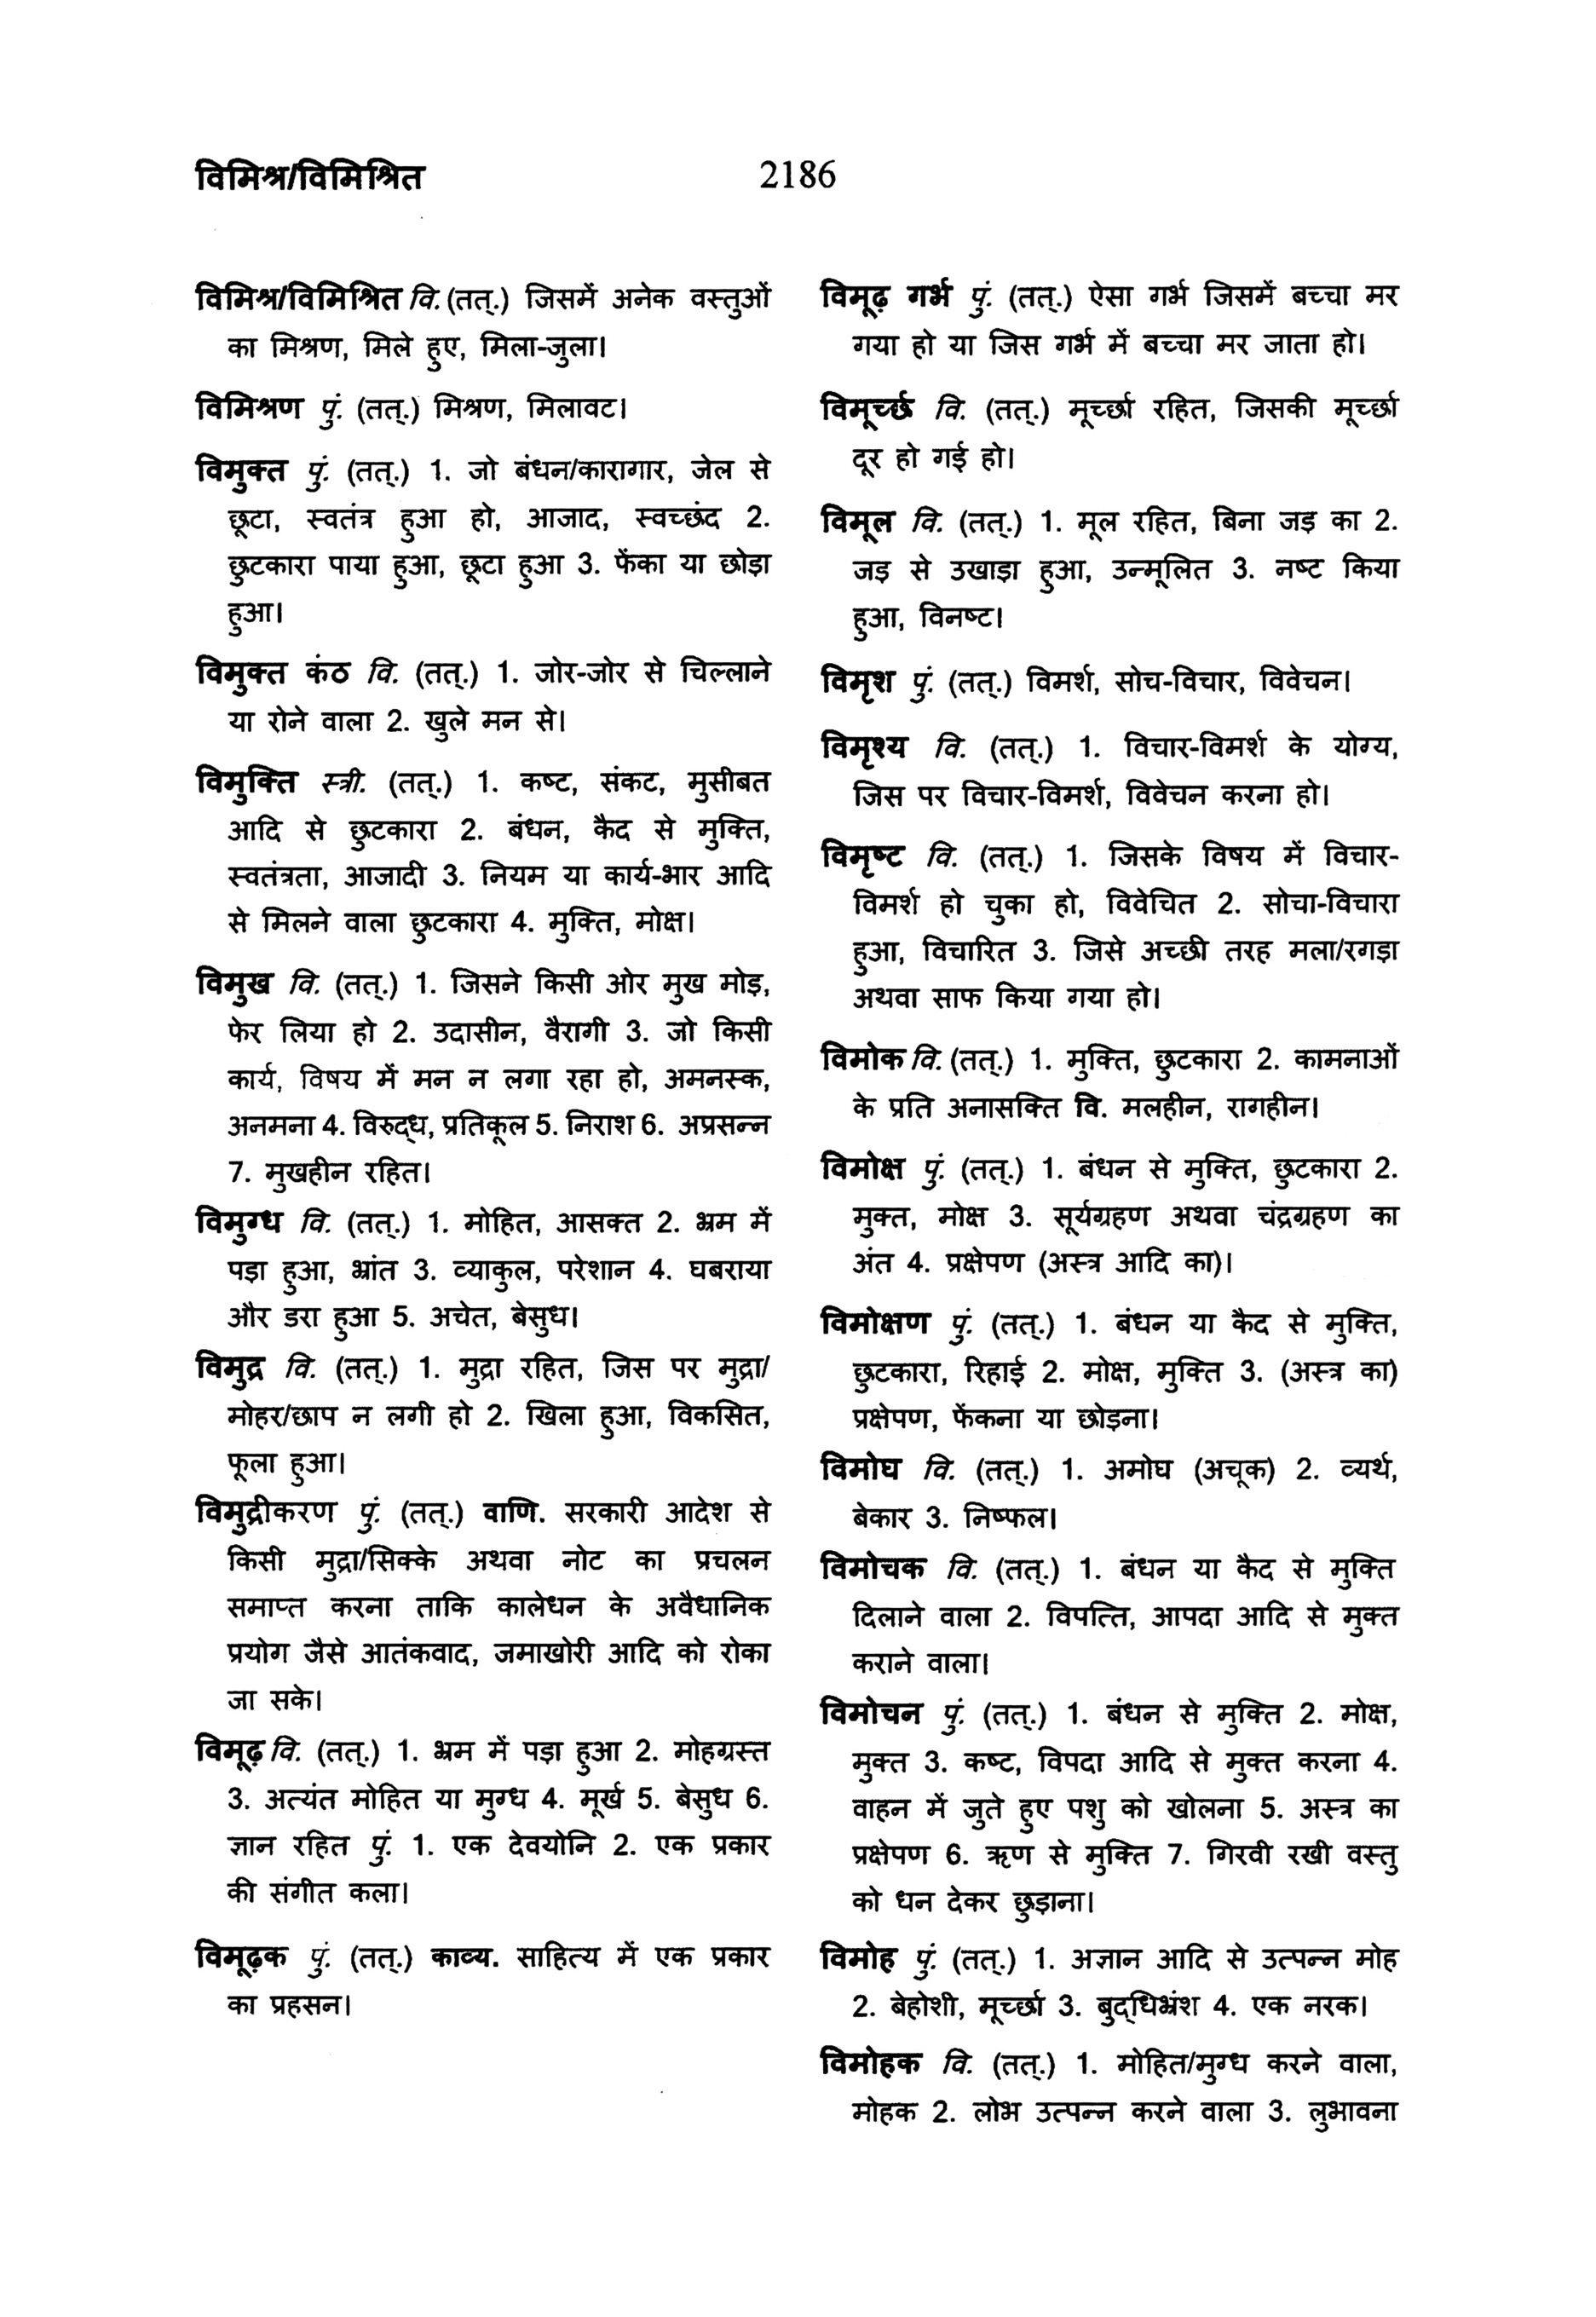 विमिश्र/विमिश्रित
2186
विमिश्र/विमिश्रित वि. (तत्.) जिसमें अनेक वस्तुओं
का मिश्रण, मिले हुए, मिला-जुला।
विमिश्रण पुं. (तत्.) मिश्रण, मिलावट।
विमुक्त पुं. (तत्.) 1. जो बंधन/कारागार, जेल से
छूटा, स्वतंत्र हुआ हो, आजाद, स्वच्छंद 2.
छुटकारा पाया हुआ, छूटा हुआ 3. फेंका या छोड़ा
हुआ।
विमुक्त कंठ वि. (तत्.) 1. जोर-जोर से चिल्लाने
या रोने वाला 2. खुले मन से।
विमुक्ति स्त्री. (तत्.) 1. कष्ट, संकट, मुसीबत
आदि से छुटकारा 2. बंधन, कैद से मुक्ति,
स्वतंत्रता, आजादी 3. नियम या कार्य-भार आदि
से मिलने वाला छुटकारा 4. मुक्ति, मोक्ष।
विमुख वि. (तत्.) 1. जिसने किसी ओर मुख मोड़,
फेर लिया हो 2. उदासीन, वैरागी 3. जो किसी
कार्य, विषय में मन न लगा रहा हो, अमनस्क,
अनमना 4. विरुद्ध, प्रतिकूल 5. निराश 6. अप्रसन्न
7. मुखहीन रहित।
विमुग्ध वि. (तत्.) 1. मोहित, आसक्त 2. भ्रम में
पड़ा हुआ, भ्रांत 3. व्याकुल, परेशान 4. घबराया
और डरा हुआ 5. अचेत, बेसुध।
विमुद्र वि. (तत्.) 1. मुद्रा रहित, जिस पर मुद्रा/
मोहर/छाप न लगी हो 2. खिला हुआ, विकसित,
फूला हुआ।
विमुद्रीकरण पुं. (तत्.) वाणि. सरकारी आदेश से
किसी मुद्रा/सिक्के अथवा नोट का प्रचलन
समाप्त करना ताकि कालेधन के अवैधानिक
प्रयोग जैसे आतंकवाद, जमाखोरी आदि को रोका
जा सके।
विमूढ़ वि. (तत्.) 1. भ्रम में पड़ा हुआ 2. मोहग्रस्त
3. अत्यंत मोहित या मुग्ध 4. मूर्ख 5. बेसुध 6.
ज्ञान रहित पुं. 1. एक देवयोनि 2. एक प्रकार
की संगीत कला।
विमूढ़क पुं. (तत्.) काव्य. साहित्य में एक प्रकार
का प्रहसन।
विमूढ़ गर्भ पुं. (तत्.) ऐसा गर्भ जिसमें बच्चा मर
गया हो या जिस गर्भ में बच्चा मर जाता हो।
विमूर्च्छ वि. (तत्.) मूर्च्छा रहित, जिसकी मूर्च्छा
दूर हो गई हो।
विमूल वि. (तत्.) 1. मूल रहित, बिना जड़ का 2.
जड़ से उखाड़ा हुआ, उन्मूलित 3. नष्ट किया
हुआ, विनष्ट।
विमृश पुं. (तत्.) विमर्श, सोच-विचार, विवेचन।
विमृश्य वि. (तत्.) 1. विचार-विमर्श के योग्य,
जिस पर विचार-विमर्श, विवेचन करना हो।
विमृष्ट वि. (तत्.) 1. जिसके विषय में विचार-
विमर्श हो चुका हो, विवेचित 2. सोचा-विचारा
हुआ, विचारित 3. जिसे अच्छी तरह मला/रगड़ा
अथवा साफ किया गया हो।
विमोक वि. (तत्.) 1. मुक्ति, छुटकारा 2. कामनाओं
के प्रति अनासक्ति वि. मलहीन, रागहीन।
विमोक्ष पुं. (तत्.) 1. बंधन से मुक्ति, छुटकारा 2.
मुक्त, मोक्ष 3. सूर्यग्रहण अथवा चंद्रग्रहण का
अंत 4. प्रक्षेपण (अस्त्र आदि का)।
विमोक्षण पुं. (तत्.) 1. बंधन या कैद से मुक्ति,
छुटकारा, रिहाई 2. मोक्ष, मुक्ति 3. (अस्त्र का)
प्रक्षेपण, फेंकना या छोड़ना।
विमोघ वि. (तत्.) 1. अमोघ (अचूक) 2. व्यर्थ,
बेकार 3. निष्फल।
विमोचक वि. (तत्.) 1. बंधन या कैद से मुक्ति
दिलाने वाला 2. विपत्ति, आपदा आदि से मुक्त
कराने वाला।
विमोचन पुं. (तत्.) 1. बंधन से मुक्ति 2. मोक्ष,
मुक्त 3. कष्ट, विपदा आदि से मुक्त करना 4.
वाहन में जुते हुए पशु को खोलना 5. अस्त्र का
प्रक्षेपण 6. ऋण से मुक्ति 7. गिरवी रखी वस्तु
को धन देकर छुड़ाना।
विमोह पुं. (तत्.) 1. अज्ञान आदि से उत्पन्न मोह
2. बेहोशी, मूर्च्छा 3. बुद्धिभ्रंश 4. एक नरक।
विमोहक वि. (तत्.) 1. मोहित/मुग्ध करने वाला,
मोहक 2. लोभ उत्पन्न करने वाला 3. लुभावना